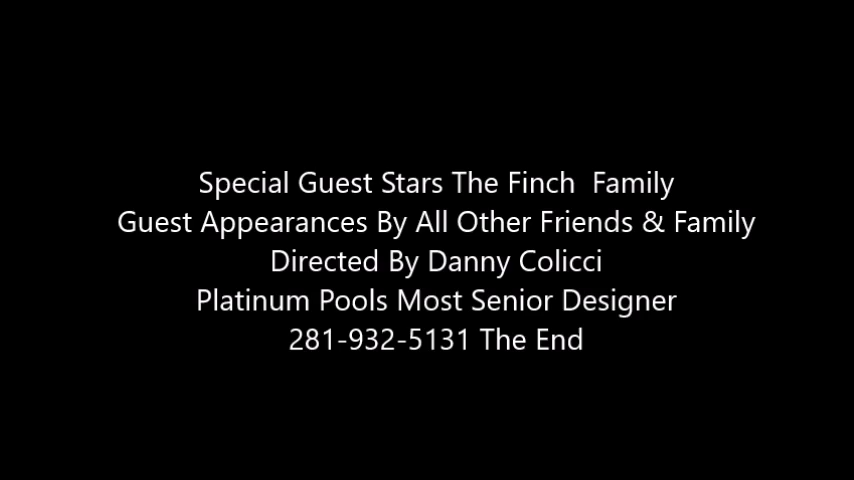 Special Guest Stars The Finch  Family
Guest Appearances By All Other Friends & Family
Directed By Danny Colicci
Platinum Pools Most Senior Designer
281-932-5131 The End